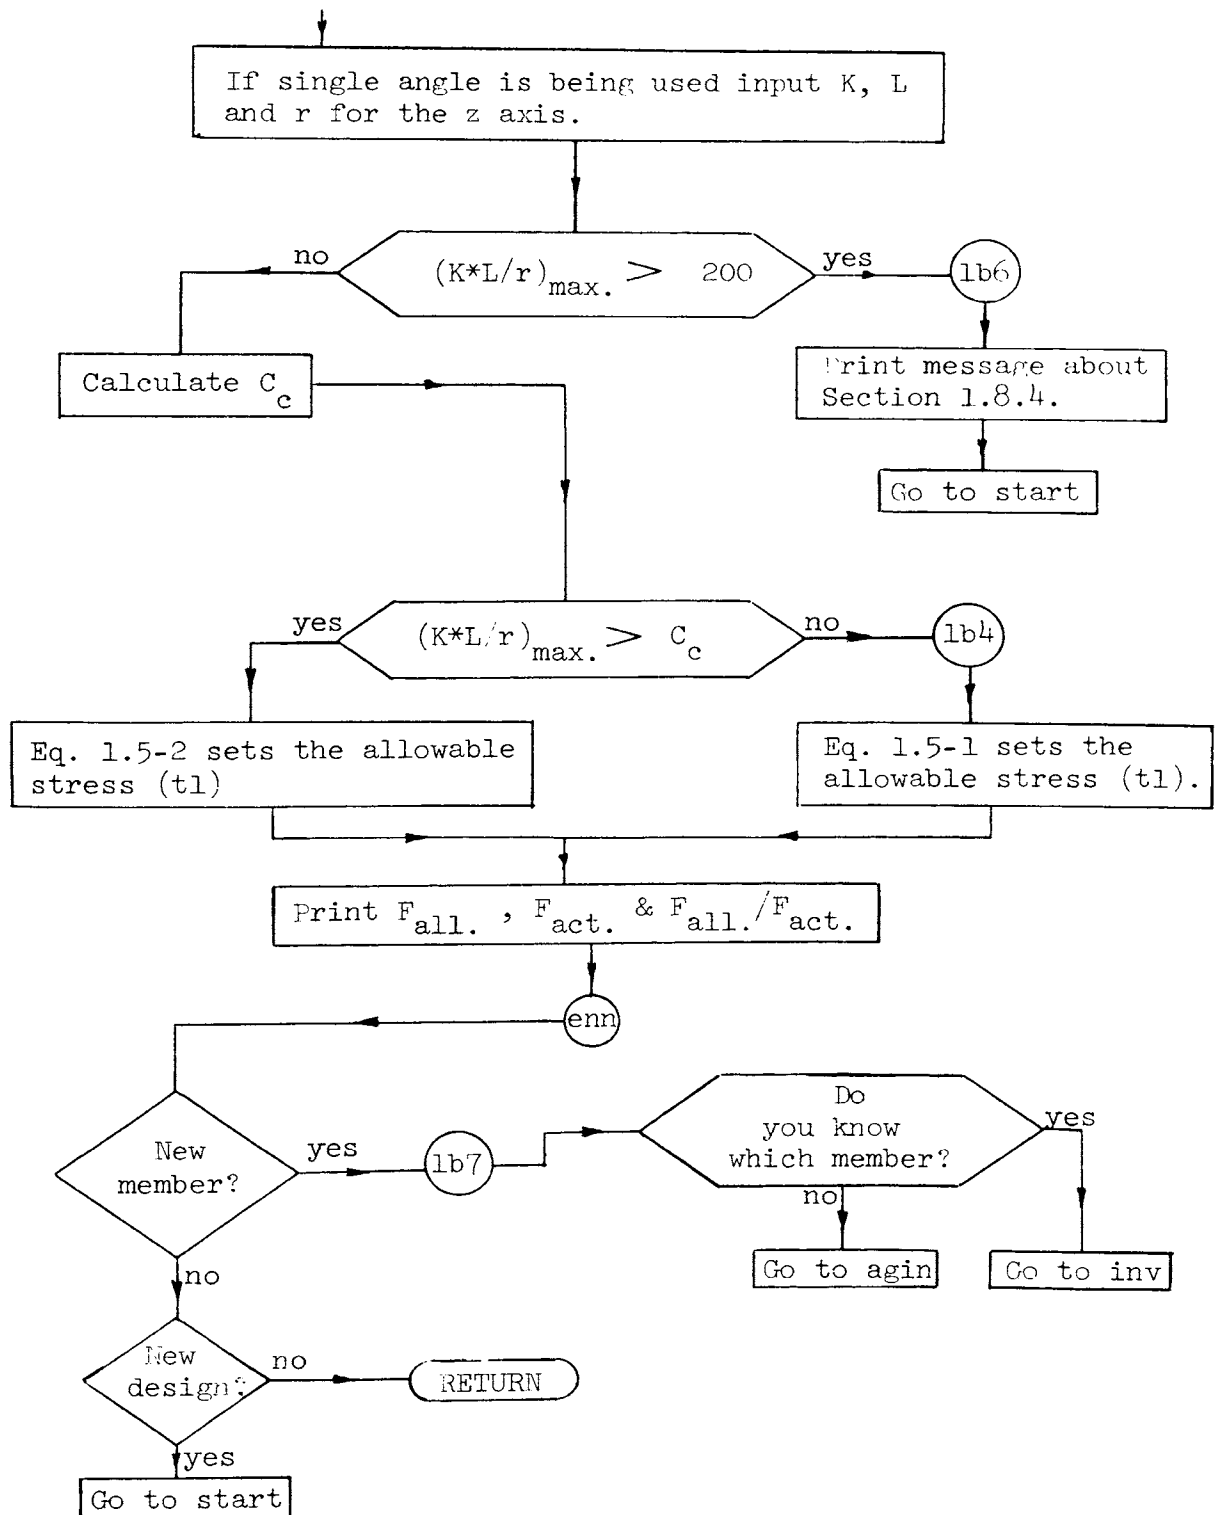 If single angle is being used input K, L
and r for the z axis.
no
(K*L/r)max. > 200
yes
lb6
Calculate Cc
Print message about
Section 1.8.4.
Go to start
yes
(K*L/r)max. > Cc
no
lb4
Eq. 1.5-2 sets the allowable
stress (tl)
Eq. 1.5-1 sets the
allowable stress (tl).
Print Fall. , Fact. & Fall./Fact.
enn
New
member?
yes
lb7
Do
you know
which member?
yes
no
Go to agin
Go to inv
no
New
design?
no
RETURN
yes
Go to start